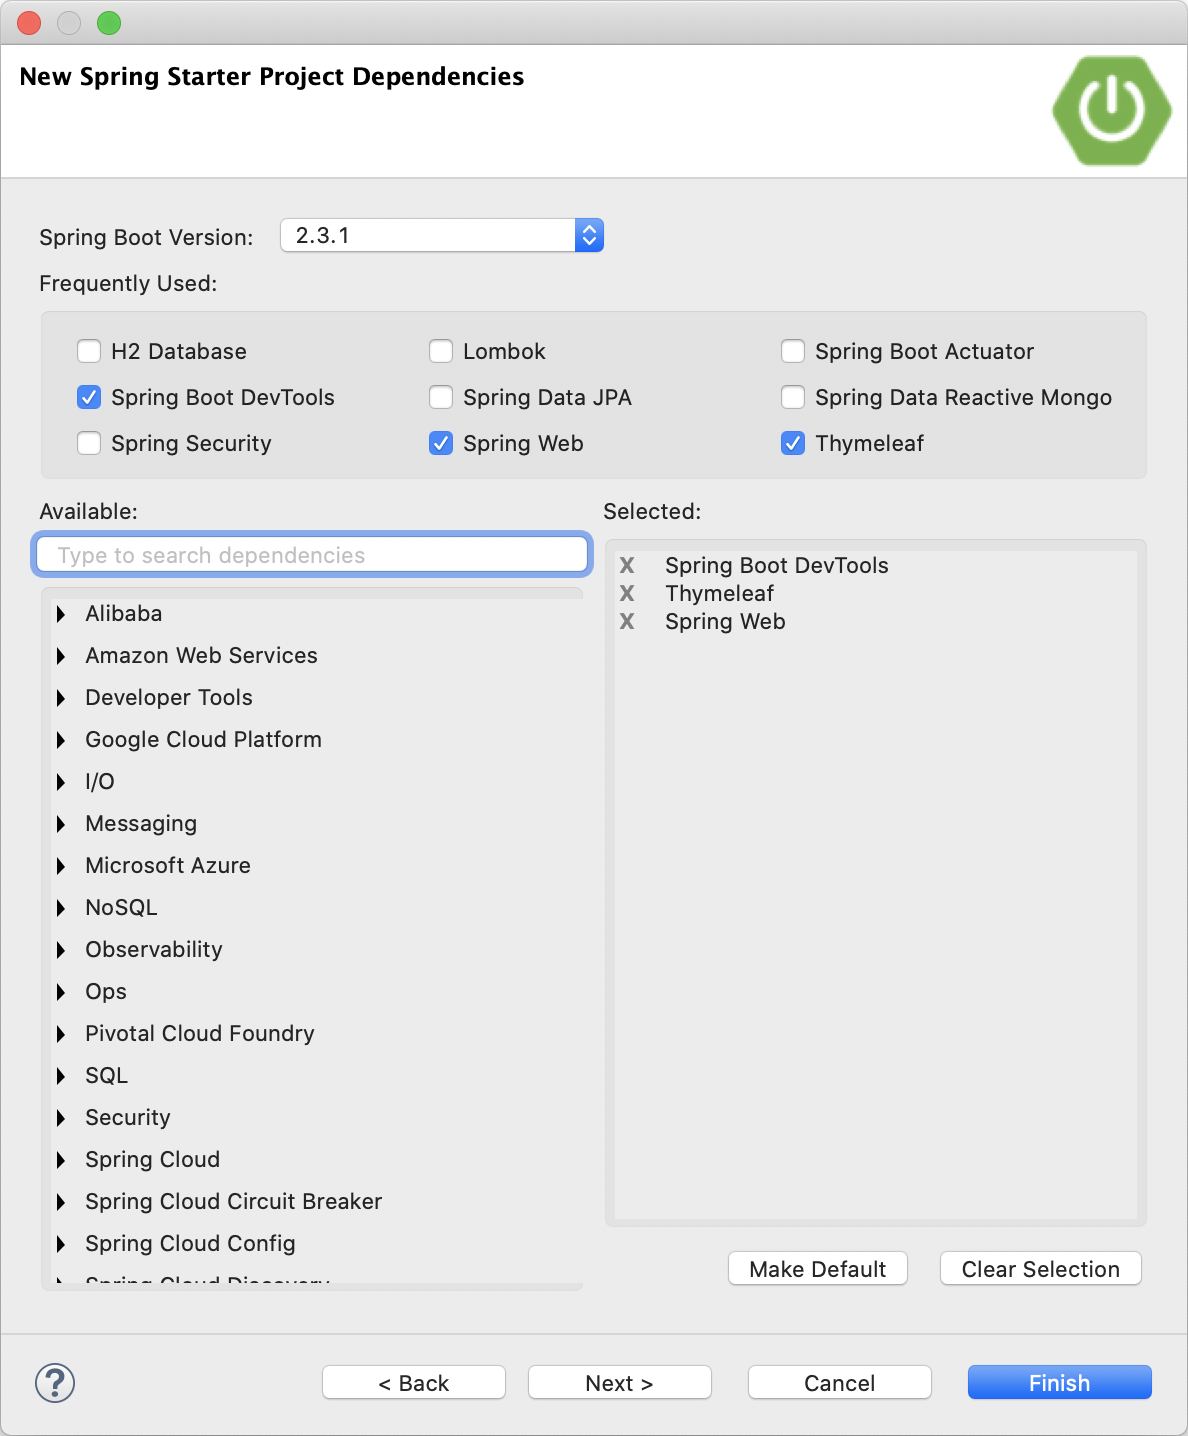 New Spring Starter Project Dependencies
Spring Boot Version: 2.3.1
Frequently Used:
H2 Database Lombok Spring Boot Actuator
Spring Boot DevTools Spring Data JPA Spring Data Reactive Mongo
Spring Security Spring Web Thymeleaf
Available:
Type to search dependencies
Alibaba
Amazon Web Services
Developer Tools
Google Cloud Platform
I/O
Messaging
Microsoft Azure
NoSQL
Observability
Ops
Pivotal Cloud Foundry
SQL
Security
Spring Cloud
Spring Cloud Circuit Breaker
Spring Cloud Config
Spring Cloud Discovery
Selected:
X Spring Boot DevTools
X Thymeleaf
X Spring Web
Make Default Clear Selection
? < Back Next > Cancel Finish